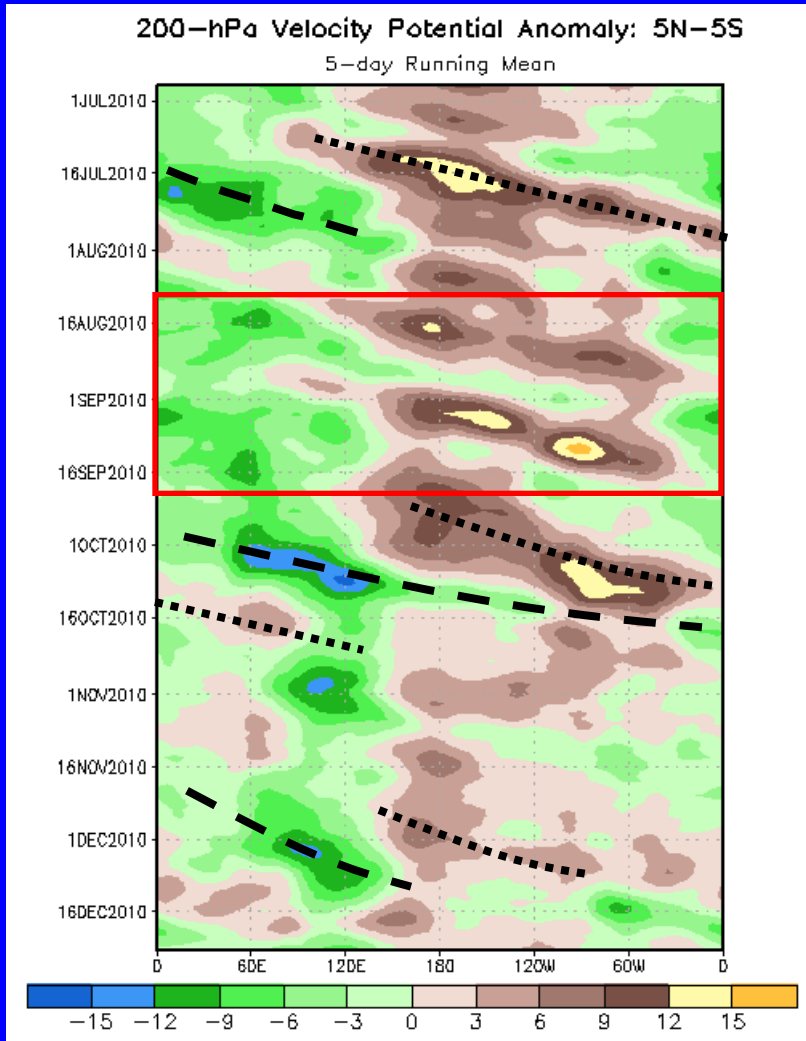 200-hPa Velocity Potential Anomaly: 5N-5S
5-day Running Mean
1JUL2010
16JUL2010
1AUG2010
16AUG2010
1SEP2010
16SEP2010
1OCT2010
16OCT2010
1NOV2010
16NOV2010
1DEC2010
16DEC2010
0 60E 120E 180 120W 60W 0
-15 -12 -9 -6 -3 0 3 6 9 12 15